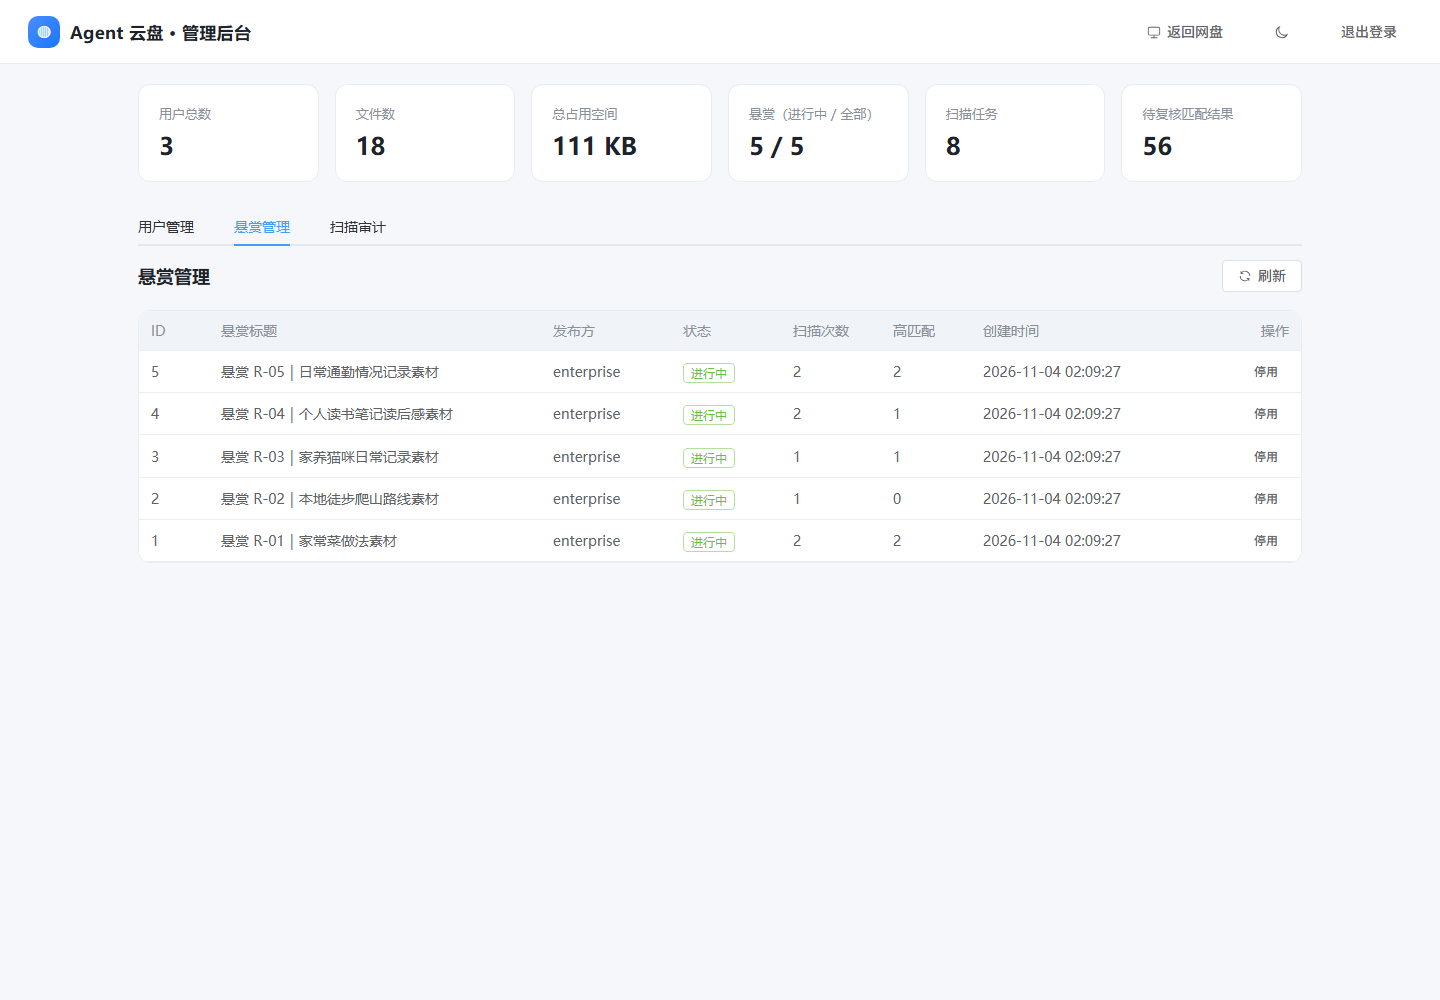 Agent 云盘 • 管理后台
返回网盘
退出登录
用户总数
3
文件数
18
总占用空间
111 KB
悬赏（进行中 / 全部）
5 / 5
扫描任务
8
待复核匹配结果
56
用户管理 悬赏管理 扫描审计
悬赏管理
刷新
ID 悬赏标题 发布方 状态 扫描次数 高匹配 创建时间 操作
5 悬赏 R-05｜日常通勤情况记录素材 enterprise 进行中 2 2 2026-11-04 02:09:27 停用
4 悬赏 R-04｜个人读书笔记读后感素材 enterprise 进行中 2 1 2026-11-04 02:09:27 停用
3 悬赏 R-03｜家养猫咪日常记录素材 enterprise 进行中 1 1 2026-11-04 02:09:27 停用
2 悬赏 R-02｜本地徒步爬山路线素材 enterprise 进行中 1 0 2026-11-04 02:09:27 停用
1 悬赏 R-01｜家常菜做法素材 enterprise 进行中 2 2 2026-11-04 02:09:27 停用